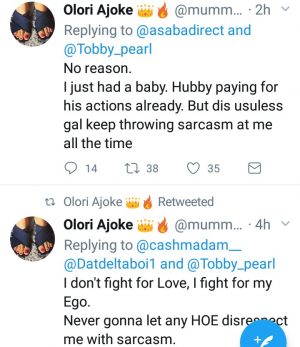 Olori Ajoke 👑🔥 @mumm... · 2h
Replying to @asabadirect and
@Tobby_pearl
No reason.
I just had a baby. Hubby paying for
his actions already. But dis usuless
gal keep throwing sarcasm at me
all the time
14 38 35
Olori Ajoke 👑🔥 Retweeted
Olori Ajoke 👑🔥 @mumm... · 4h
Replying to @cashmadam__
@Datdeltaboi1 and @Tobby_pearl
I don't fight for Love, I fight for my
Ego.
Never gonna let any HOE disrespect
me with sarcasm.